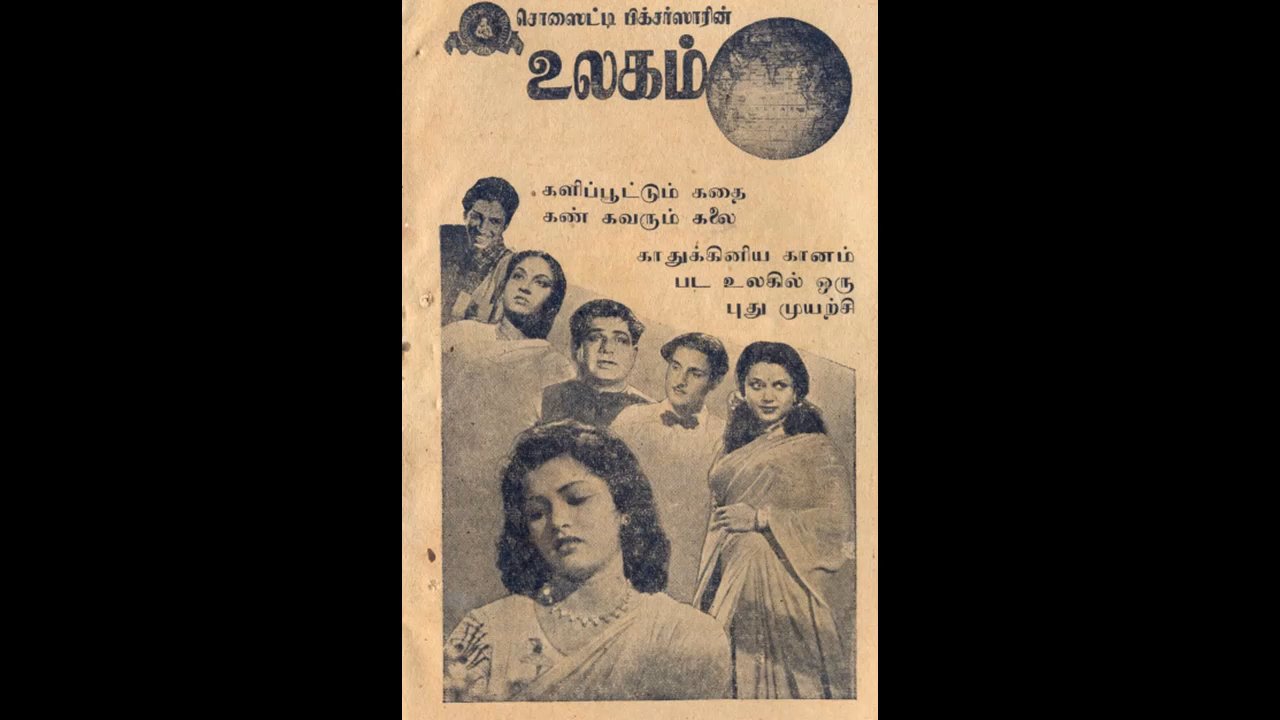 சொஸைட்டி பிக்சர்ஸாரின்
உலகம்
களிப்பூட்டும் கதை
கண் கவரும் கலை
காதுக்கினிய கானம்
பட உலகில் ஒரு
புது முயற்சி